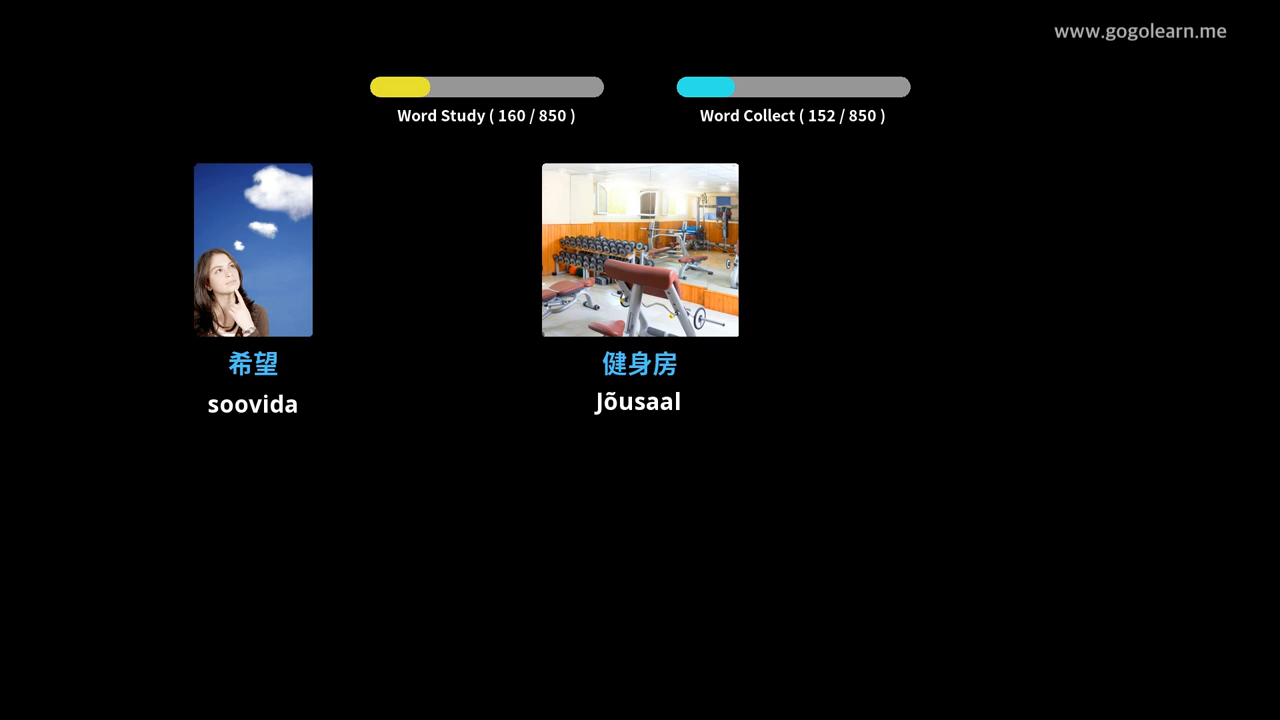 www.gogolearn.me
Word Study ( 160 / 850 )
Word Collect ( 152 / 850 )
希望
soovida
健身房
Jõusaal